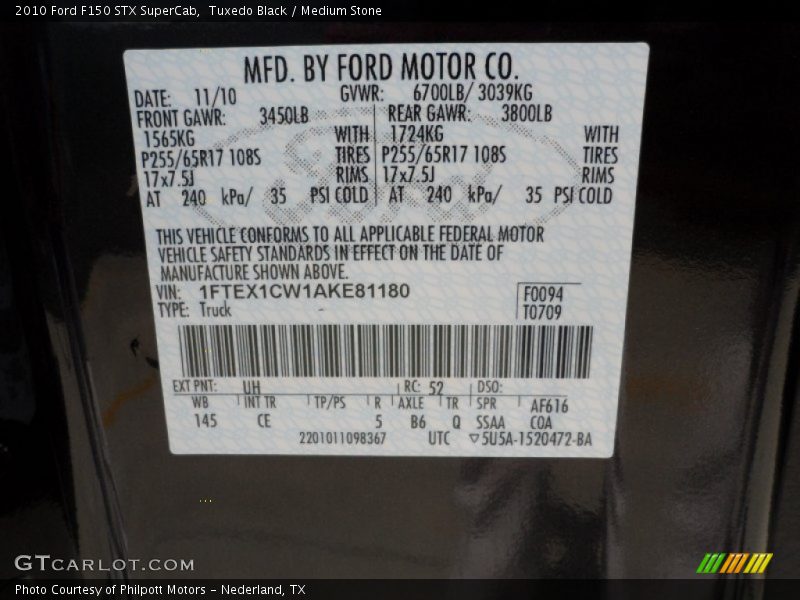 2010 Ford F150 STX SuperCab,  Tuxedo Black / Medium Stone
MFD. BY FORD MOTOR CO.
DATE: 11/10 GVWR: 6700LB/ 3039KG
FRONT GAWR: 3450LB REAR GAWR: 3800LB
1565KG WITH 1724KG WITH
P255/65R17 108S TIRES P255/65R17 108S TIRES
17x7.5J RIMS 17x7.5J RIMS
AT 240 kPa/ 35 PSI COLD AT 240 kPa/ 35 PSI COLD
THIS VEHICLE CONFORMS TO ALL APPLICABLE FEDERAL MOTOR
VEHICLE SAFETY STANDARDS IN EFFECT ON THE DATE OF
MANUFACTURE SHOWN ABOVE.
VIN: 1FTEX1CW1AKE81180 F0094
TYPE: Truck T0709
EXT PNT: UH RC: 52 DSO:
WB INT TR TP/PS R AXLE TR SPR AF616
145 CE 5 B6 Q SSAA COA
2201011098367 UTC ▽5U5A-1520472-BA
GTCARLOT.COM
Photo Courtesy of Philpott Motors - Nederland, TX